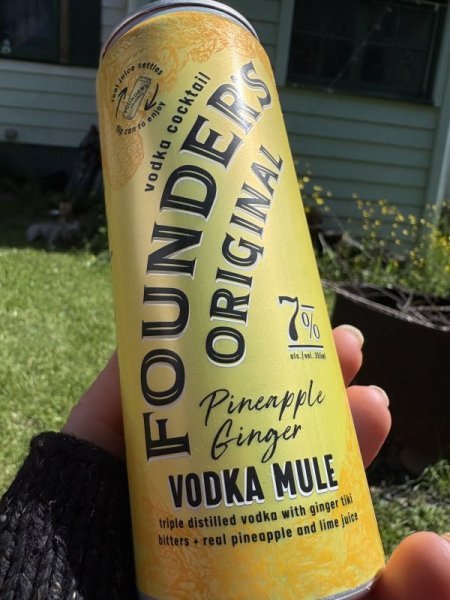 real juice settles
flip can to enjoy
vodka cocktail
FOUNDER'S
ORIGINAL
7%
alc./vol. 355ml
Pineapple
Ginger
VODKA MULE
triple distilled vodka with ginger tiki
bitters + real pineapple and lime juice